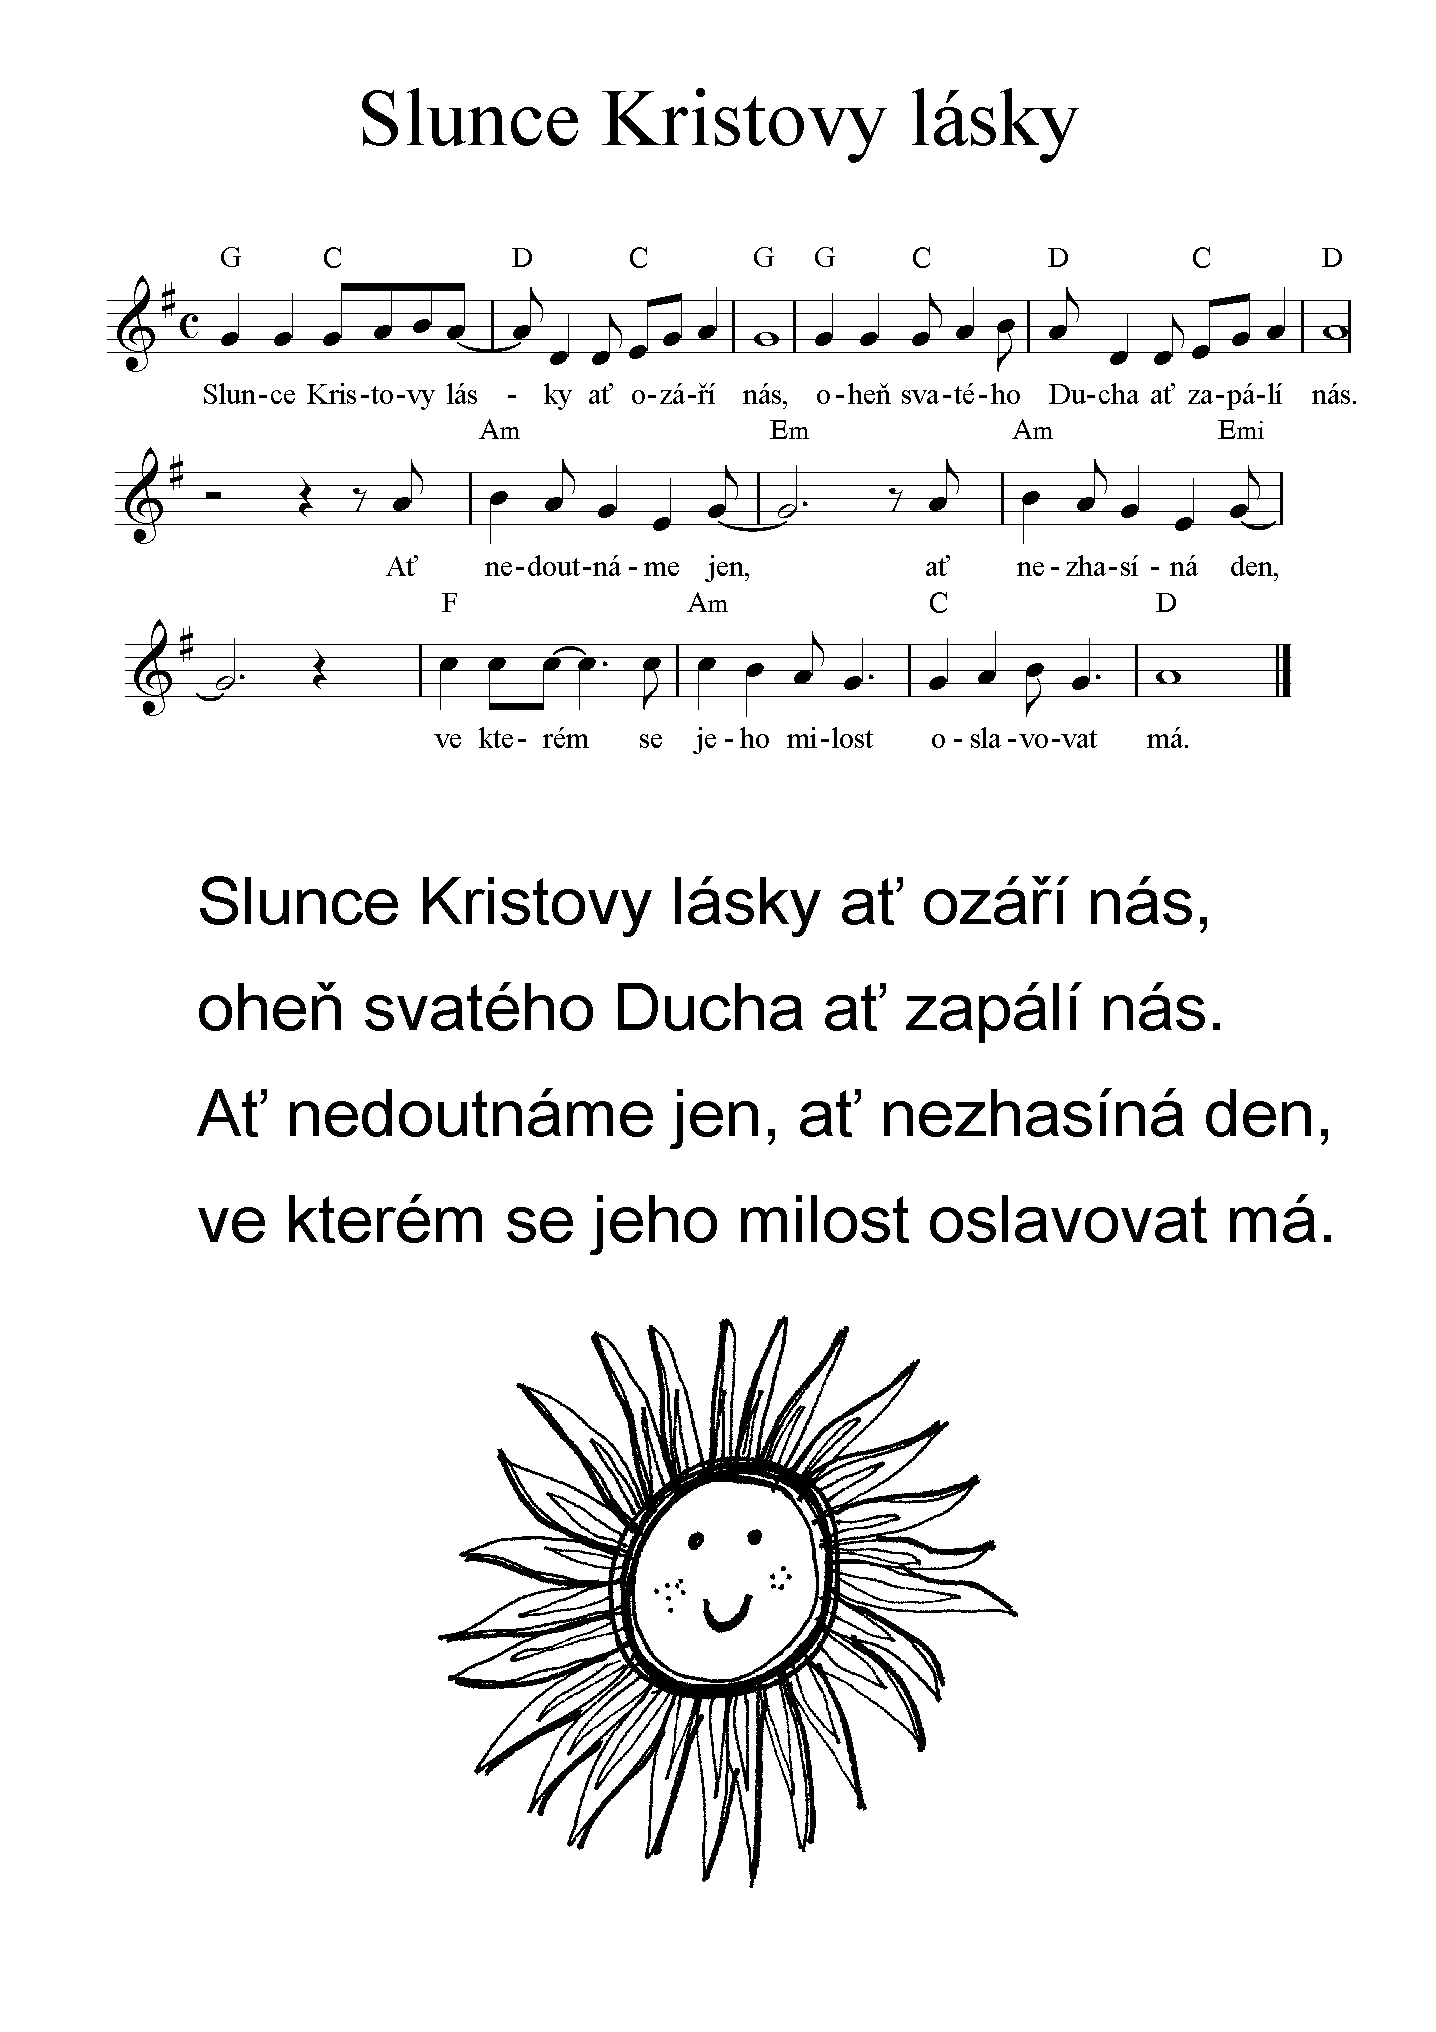 Slunce Kristovy lásky
G C D C G G C D C D
Slun-ce Kris-to-vy lás - ky ať o-zá-ří nás, o-heň sva-té-ho Du-cha ať za-pá-lí nás.
Am Em Am Emi
Ať ne-dout-ná-me jen, ať ne-zha-sí-ná den,
F Am C D
ve kte-rém se je-ho mi-lost o-sla-vo-vat má.
Slunce Kristovy lásky ať ozáří nás,
oheň svatého Ducha ať zapálí nás.
Ať nedoutnáme jen, ať nezhasíná den,
ve kterém se jeho milost oslavovat má.